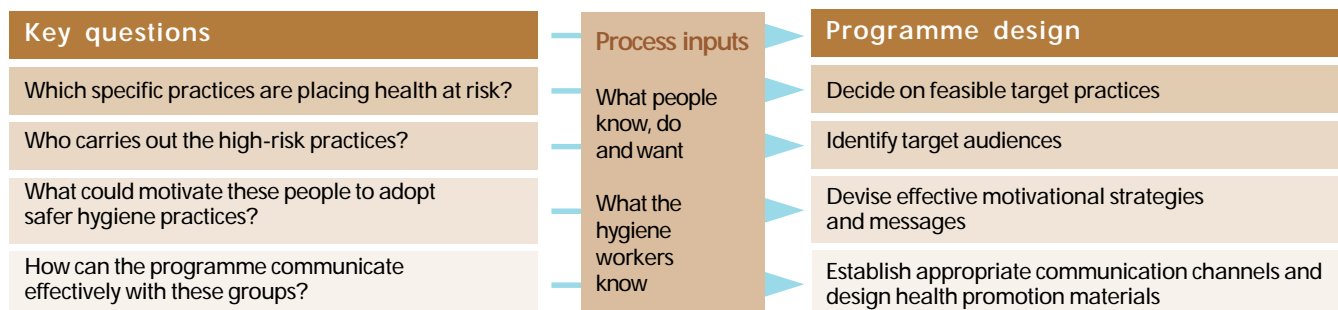 Key questions
Which specific practices are placing health at risk?
Who carries out the high-risk practices?
What could motivate these people to adopt
safer hygiene practices?
How can the programme communicate
effectively with these groups?
Process inputs
What people
know, do
and want
What the
hygiene
workers
know
Programme design
Decide on feasible target practices
Identify target audiences
Devise effective motivational strategies
and messages
Establish appropriate communication channels and
design health promotion materials